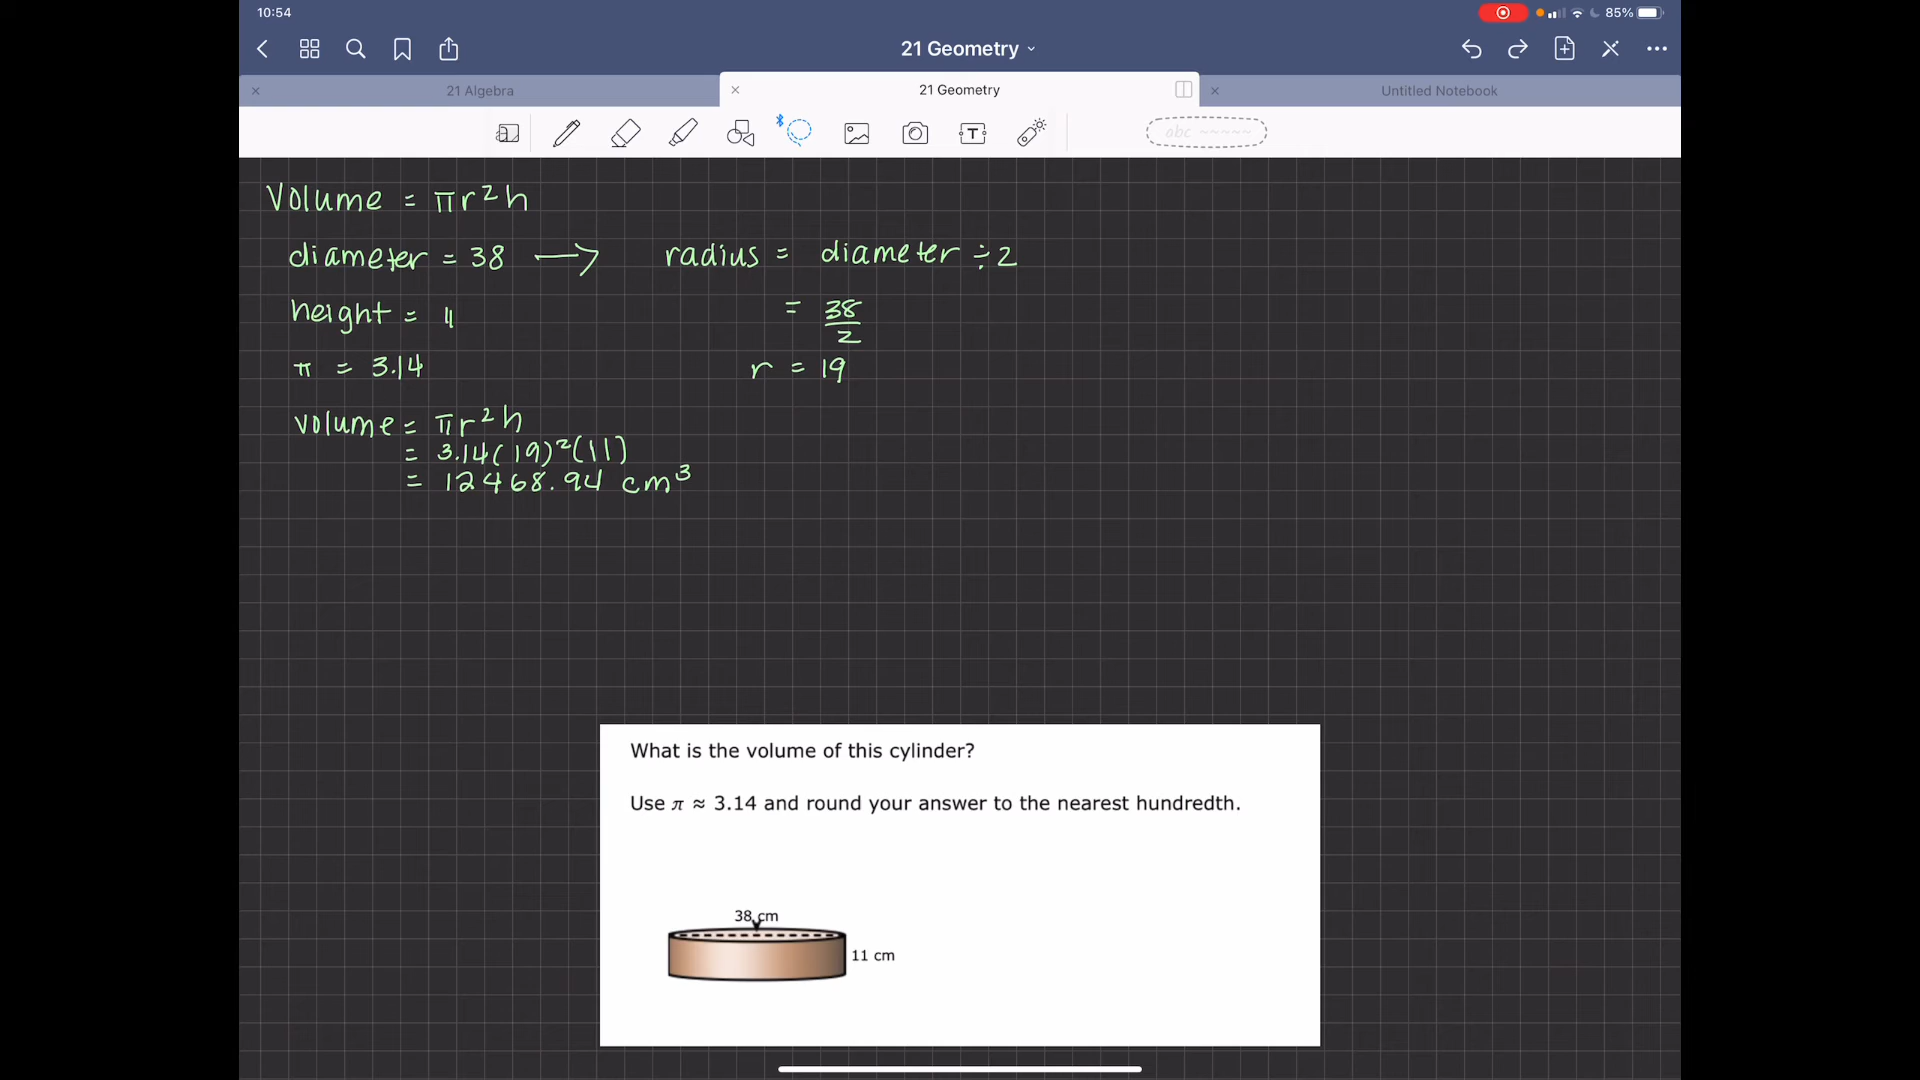 10:54
85%
21 Geometry
21 Algebra
21 Geometry
Untitled Notebook
abc
Volume = πr²h
diameter = 38 → radius = diameter ÷ 2
height = 11 = 38/2
π = 3.14 r = 19
volume = πr²h
= 3.14(19)²(11)
= 12468.94 cm³
What is the volume of this cylinder?
Use π ≈ 3.14 and round your answer to the nearest hundredth.
38 cm
11 cm